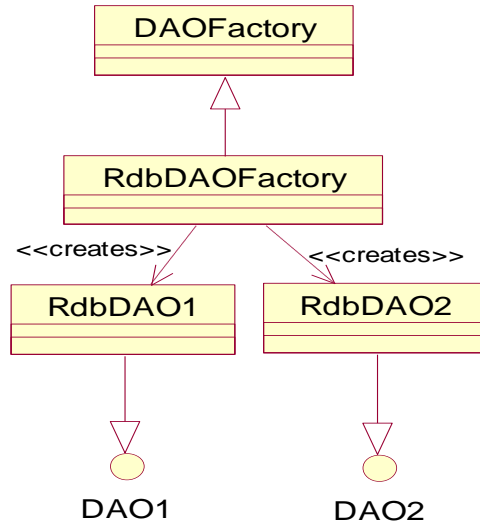 DAOFactory
RdbDAOFactory
<<creates>>
<<creates>>
RdbDAO1
RdbDAO2
DAO1
DAO2